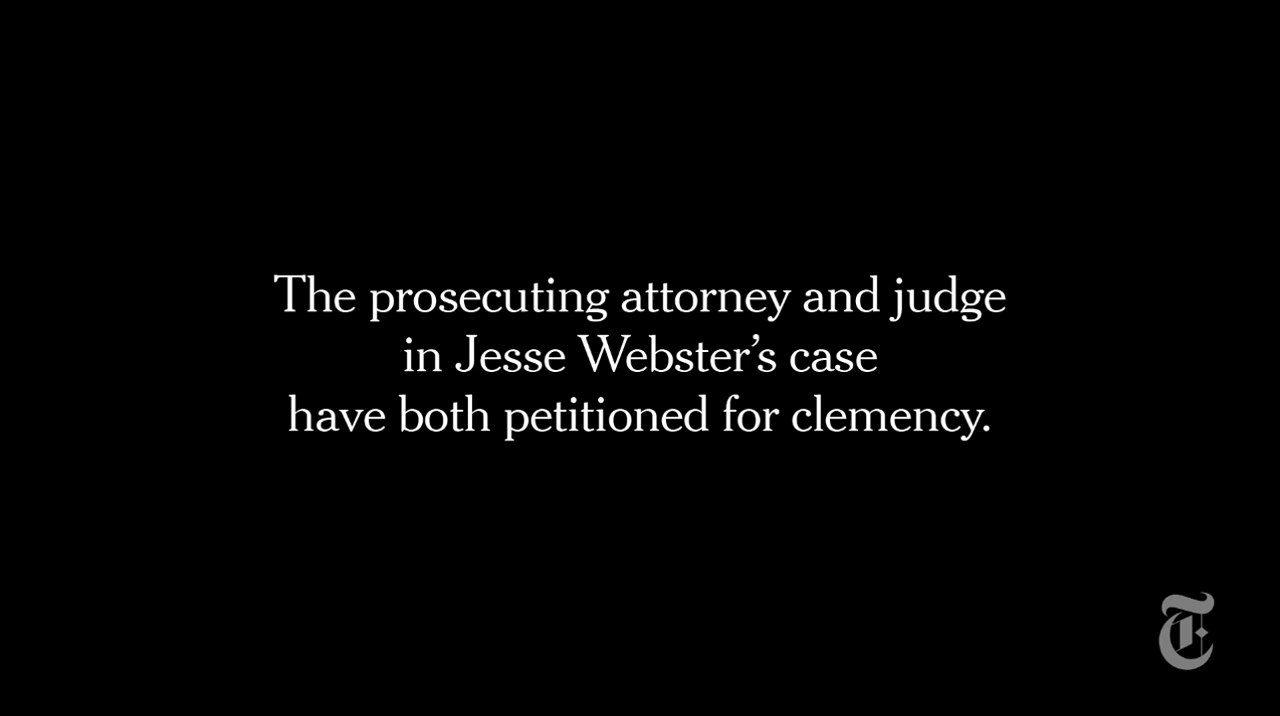 The prosecuting attorney and judge
in Jesse Webster’s case
have both petitioned for clemency.
T